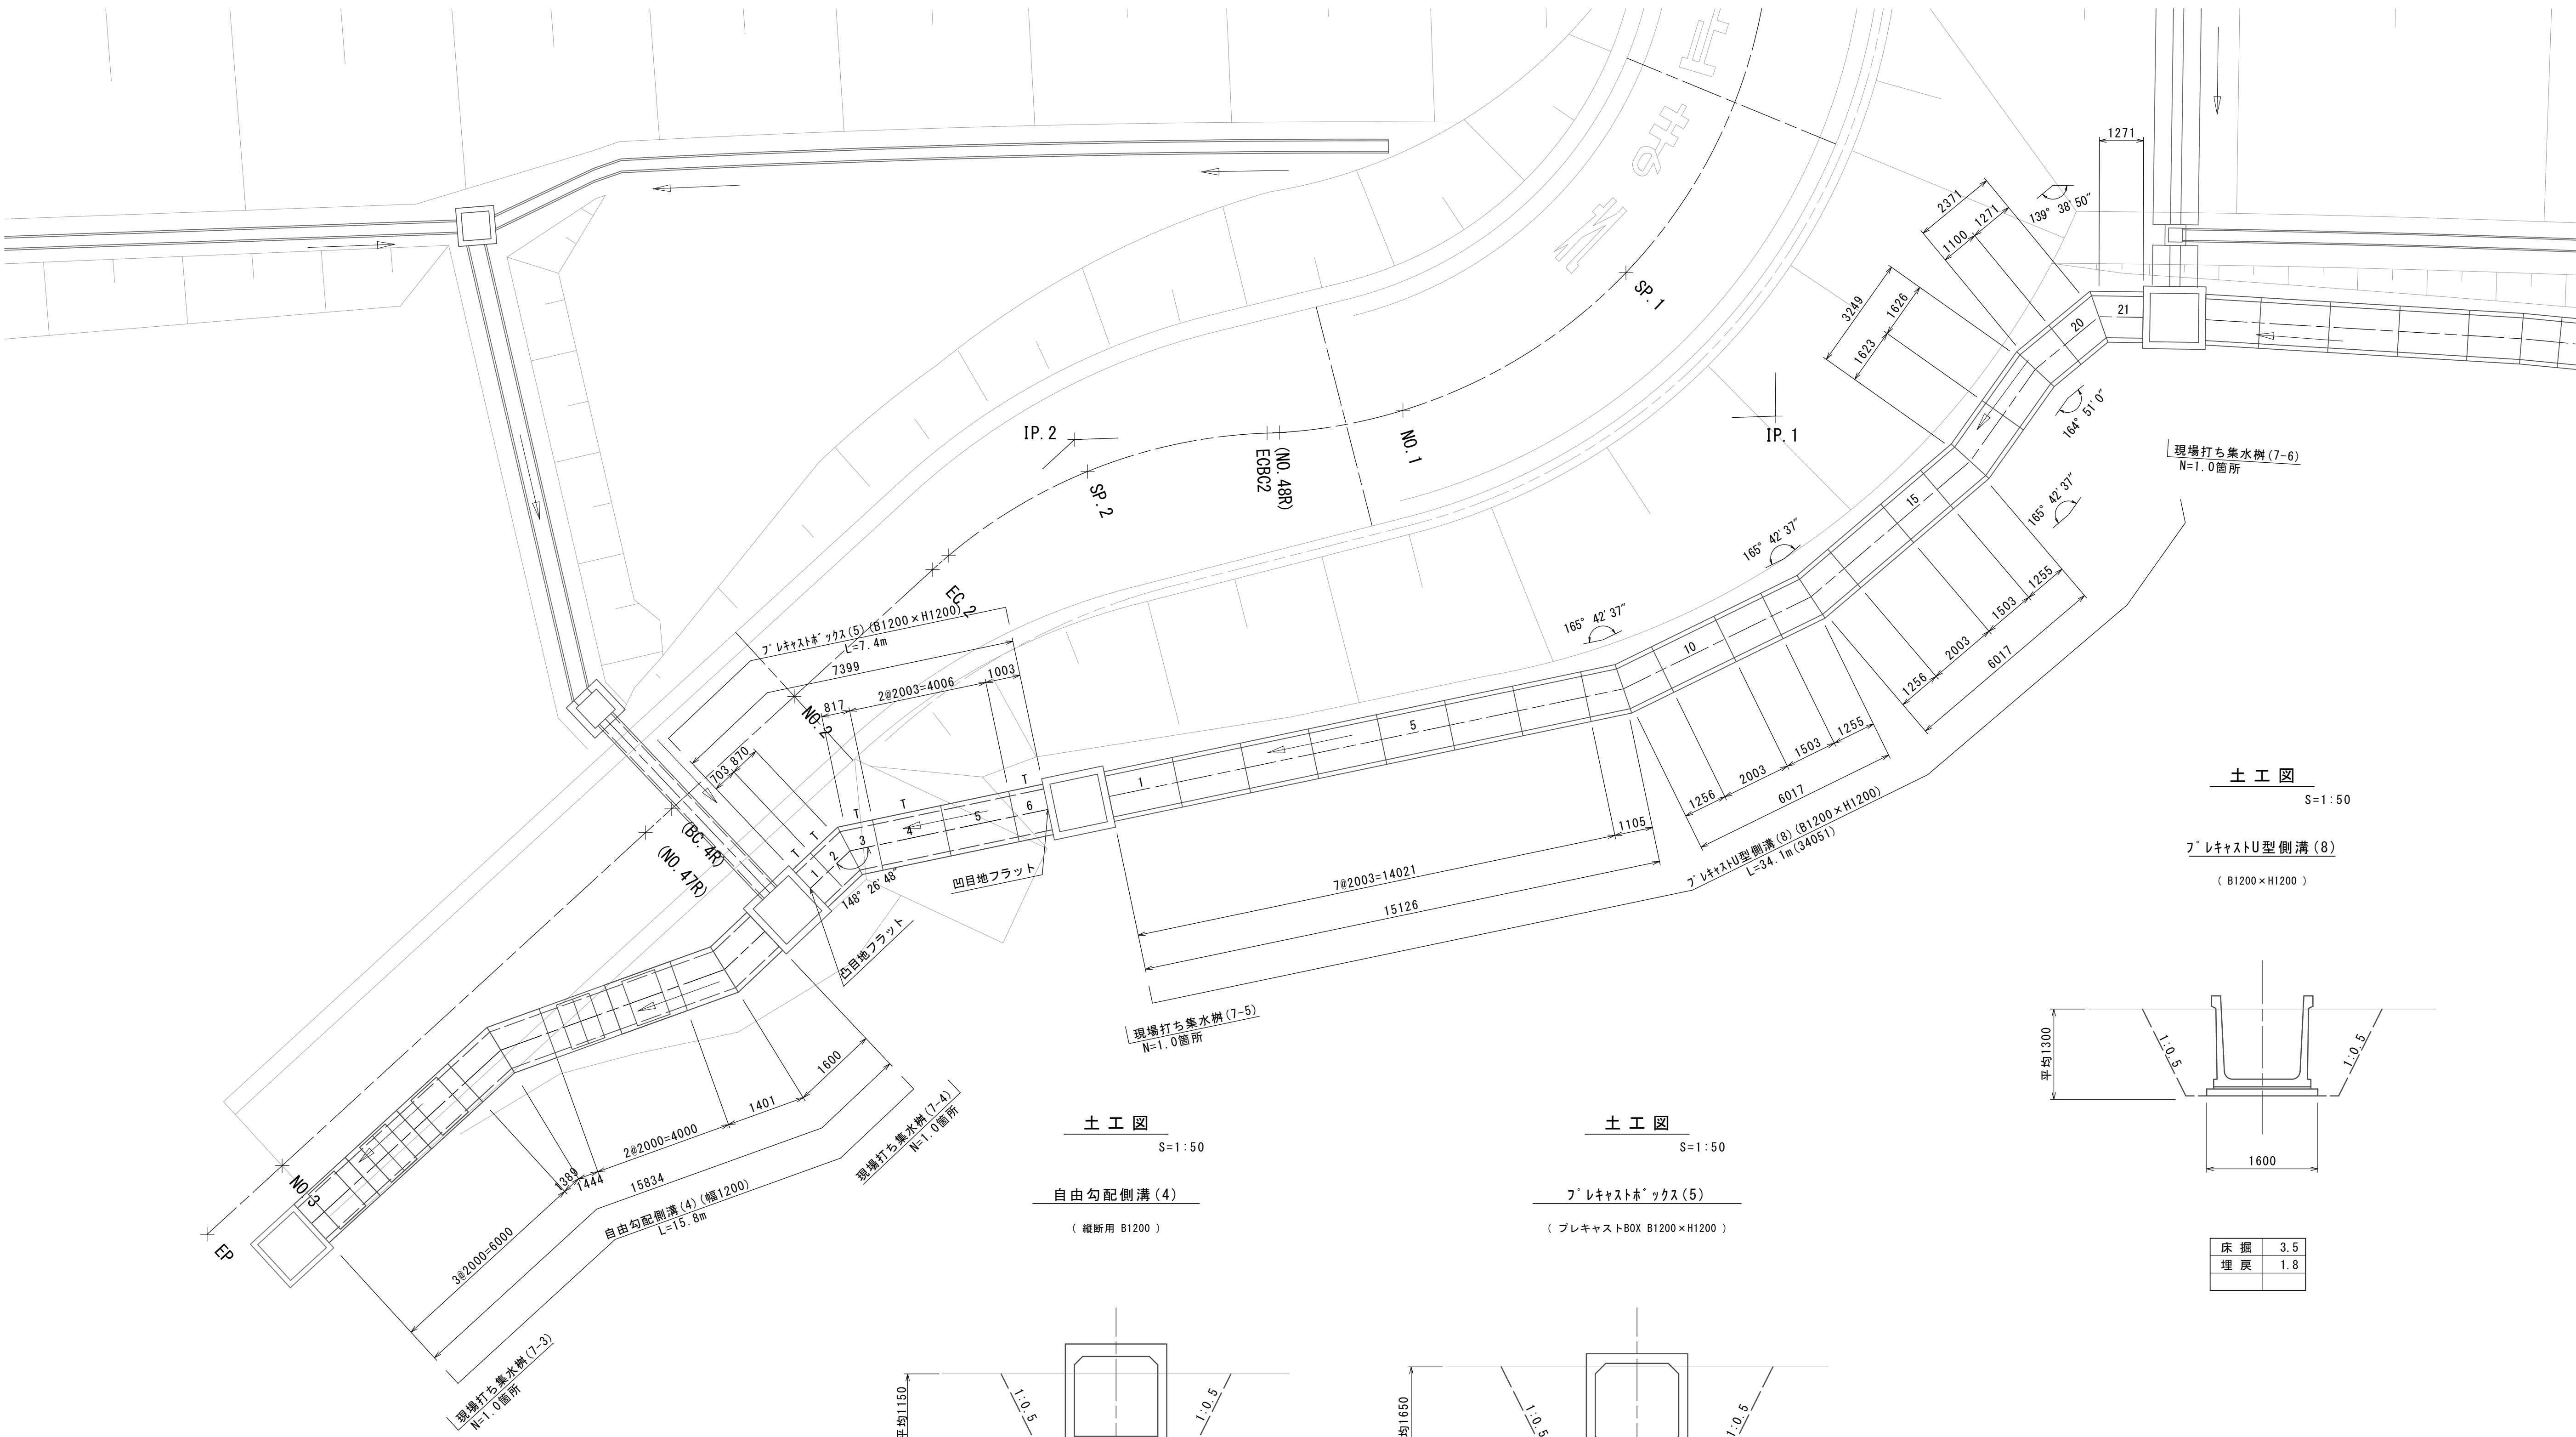 1271
2371
1271
1100
139° 38' 50"
3249
1626
1623
SP. 1
21
20
164° 51' 0"
IP. 2
IP. 1
NO. 1
(NO. 48R)
ECBC2
SP. 2
現場打ち集水桝(7-6)
N=1.0箇所
15
165° 42' 37"
165° 42' 37"
165° 42' 37"
EC. 2
プレキャストボックス(5)(B1200×H1200)
L=7.4m
7399
1003
2@2003=4006
817
NO. 2
703
870
1255
1503
2003
1256
6017
10
5
1
1255
1503
2003
1256
6017
1105
7@2003=14021
15126
プレキャストU型側溝(8)(B1200×H1200)
L=34.1m(34051)
T
T
T
T
1
2
3
4
5
6
148° 26' 48"
凹目地フラット
凸目地フラット
(BC. 4R)
(NO. 47R)
現場打ち集水桝(7-5)
N=1.0箇所
1600
1401
2@2000=4000
1444
1389
15834
3@2000=6000
自由勾配側溝(4)(幅1200)
L=15.8m
現場打ち集水桝(7-4)
N=1.0箇所
NO. 3
EP
現場打ち集水桝(7-3)
N=1.0箇所
土工図
S=1:50
プレキャストU型側溝(8)
( B1200×H1200 )
平均1300
1:0.5
1:0.5
1600
床掘 3.5
埋戻 1.8
土工図
S=1:50
自由勾配側溝(4)
( 縦断用 B1200 )
平均1150
1:0.5
1:0.5
土工図
S=1:50
プレキャストボックス(5)
( プレキャストBOX B1200×H1200 )
均1650
1:0.5
1:0.5